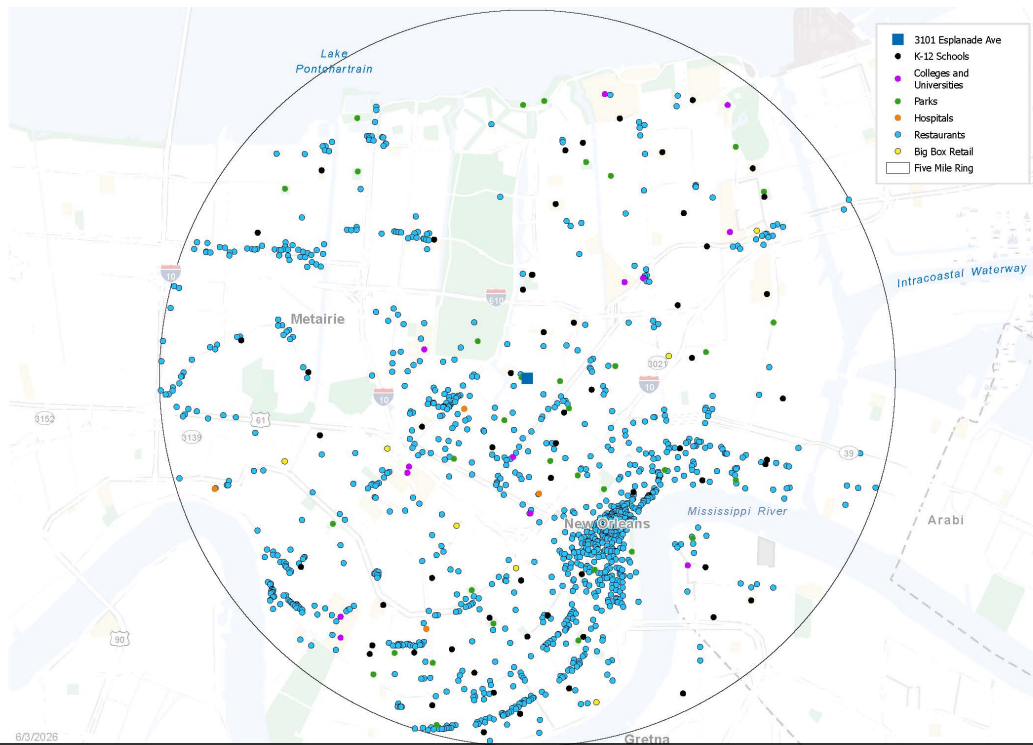 Lake
Pontchartrain
3101 Esplanade Ave
K-12 Schools
Colleges and
Universities
Parks
Hospitals
Restaurants
Big Box Retail
Five Mile Ring
Intracoastal Waterway
10
610
Metairie
3021
10
10
3152
61
3139
39
Mississippi River
New Orleans
Arabi
90
6/3/2026
Gretna